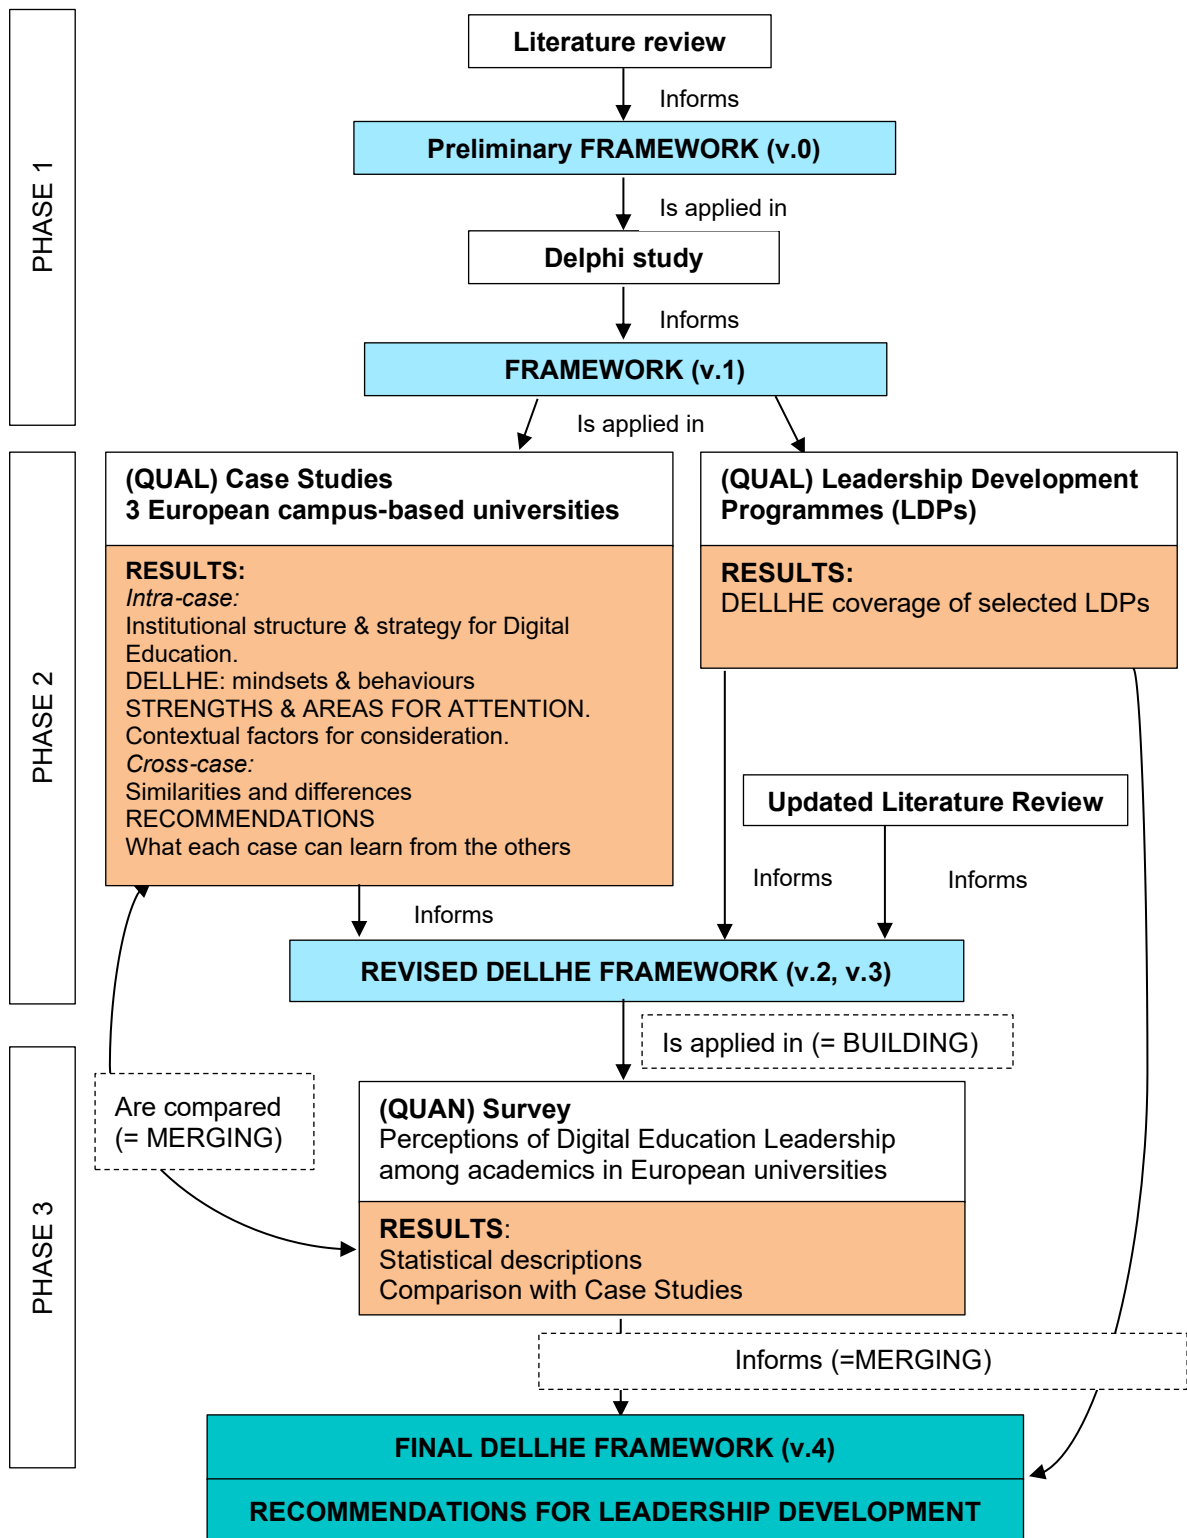 PHASE 1
Literature review
Informs
Preliminary FRAMEWORK (v.0)
Is applied in
Delphi study
Informs
FRAMEWORK (v.1)
Is applied in
PHASE 2
(QUAL) Case Studies
3 European campus-based universities
RESULTS:
Intra-case:
Institutional structure & strategy for Digital
Education.
DELLHE: mindsets & behaviours
STRENGTHS & AREAS FOR ATTENTION.
Contextual factors for consideration.
Cross-case:
Similarities and differences
RECOMMENDATIONS
What each case can learn from the others
(QUAL) Leadership Development
Programmes (LDPs)
RESULTS:
DELLHE coverage of selected LDPs
Updated Literature Review
Informs
Informs
Informs
REVISED DELLHE FRAMEWORK (v.2, v.3)
Is applied in (= BUILDING)
PHASE 3
Are compared
(= MERGING)
(QUAN) Survey
Perceptions of Digital Education Leadership
among academics in European universities
RESULTS:
Statistical descriptions
Comparison with Case Studies
Informs (=MERGING)
FINAL DELLHE FRAMEWORK (v.4)
RECOMMENDATIONS FOR LEADERSHIP DEVELOPMENT